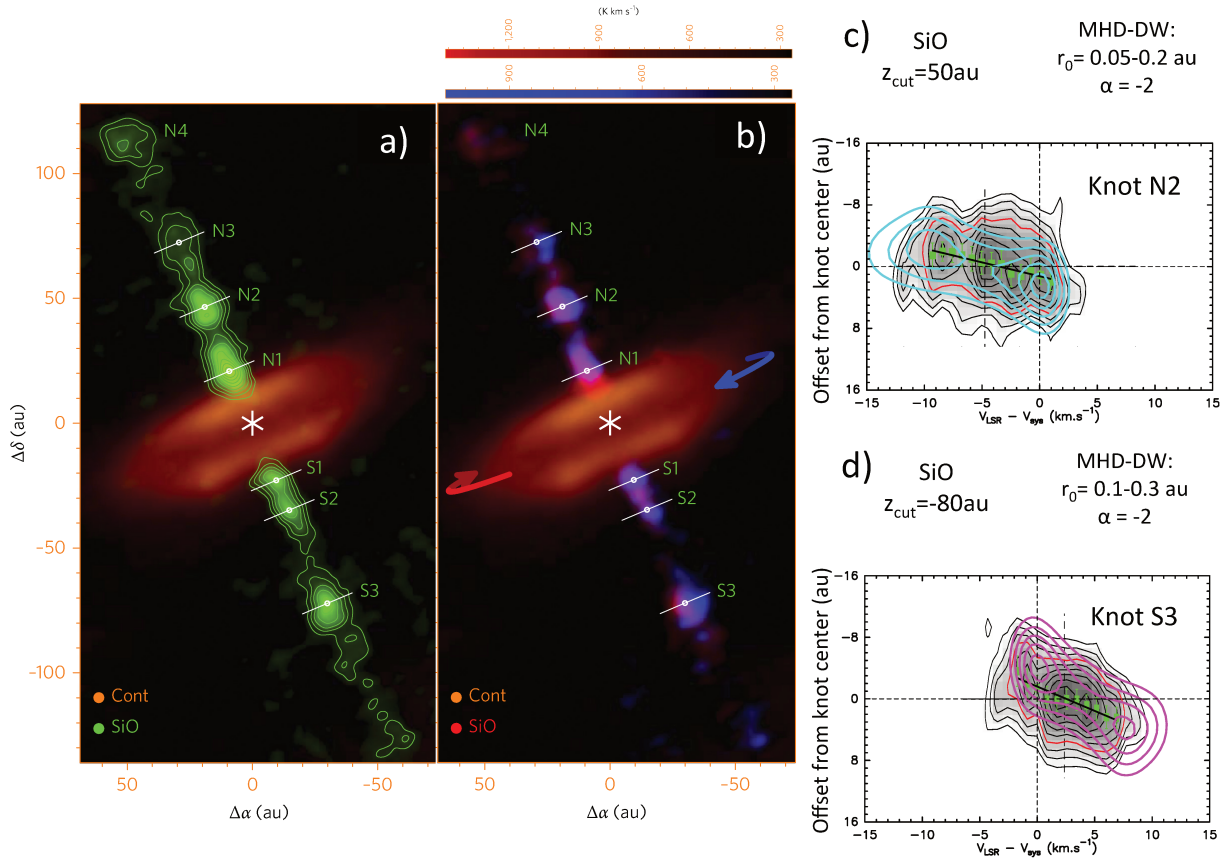 (K km s⁻¹)
1200
900
600
300
900
600
300
a)
N4
N3
N2
N1
S1
S2
S3
Cont
SiO
100
50
0
−50
−100
Δδ (au)
50
0
−50
Δα (au)
b)
N4
N3
N2
N1
S1
S2
S3
Cont
SiO
50
0
−50
Δα (au)
c)
SiO
z_cut=50au
MHD-DW:
r₀= 0.05-0.2 au
α = -2
Knot N2
Offset from knot center (au)
−16
−8
0
8
16
−15
−10
−5
0
5
10
15
V_LSR − V_sys (km.s⁻¹)
d)
SiO
z_cut=-80au
MHD-DW:
r₀= 0.1-0.3 au
α = -2
Knot S3
Offset from knot center (au)
−16
−8
0
8
16
−15
−10
−5
0
5
10
15
V_LSR − V_sys (km.s⁻¹)